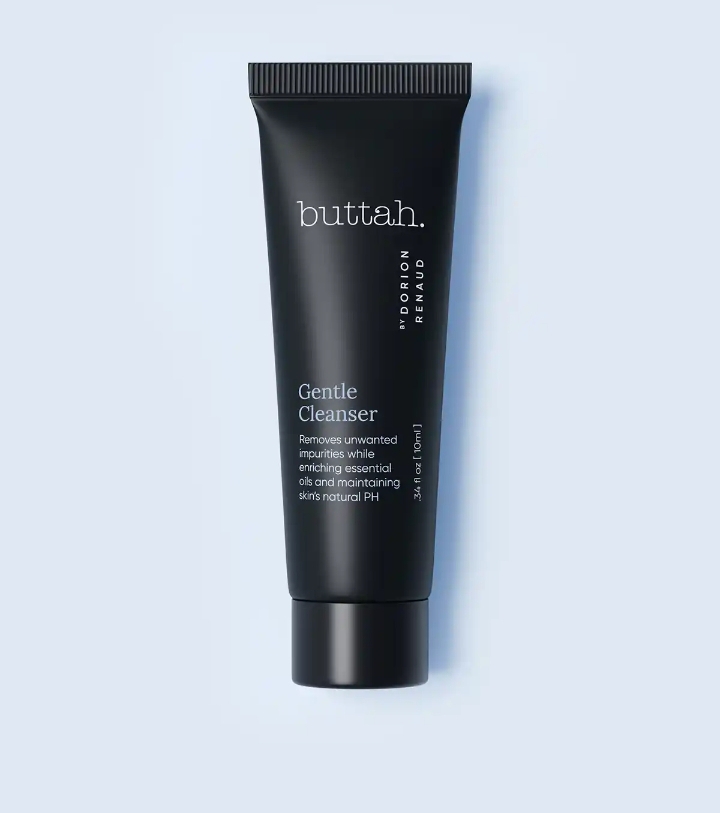 buttah.
BY DORION
RENAUD
Gentle
Cleanser
Removes unwanted
impurities while
enriching essential
oils and maintaining
skin's natural PH
.34 fl oz [ 10ml ]